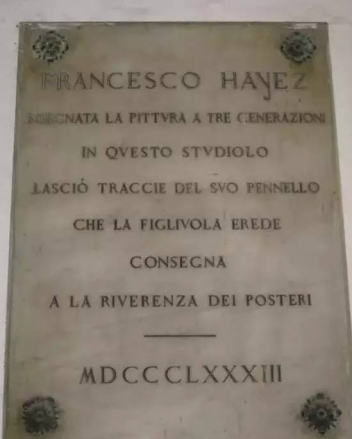 FRANCESCO HAYEZ
INSEGNATA LA PITTVRA A TRE GENERAZIONI
IN QVESTO STVDIOLO
LASCIÒ TRACCIE DEL SVO PENNELLO
CHE LA FIGLIVOLA EREDE
CONSEGNA
A LA RIVERENZA DEI POSTERI
MDCCCLXXXIII